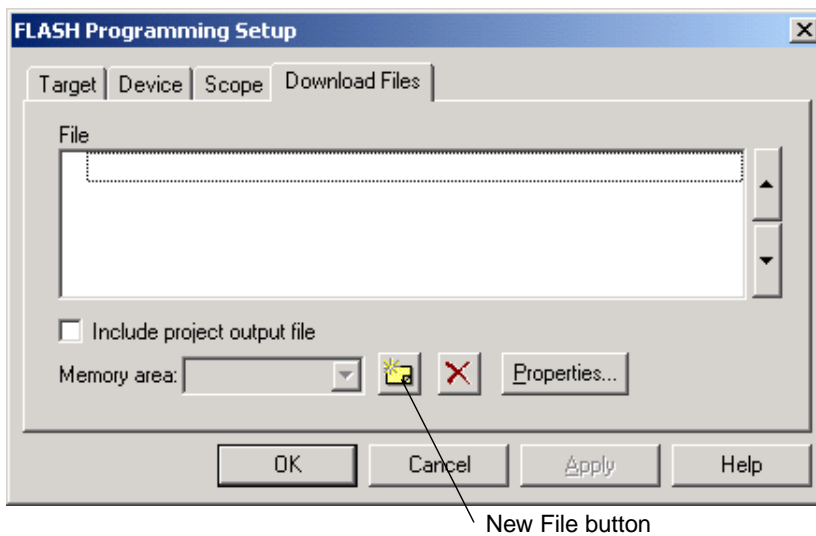 FLASH Programming Setup
Target Device Scope Download Files
File
Include project output file
Memory area: Properties...
OK Cancel Apply Help
New File button